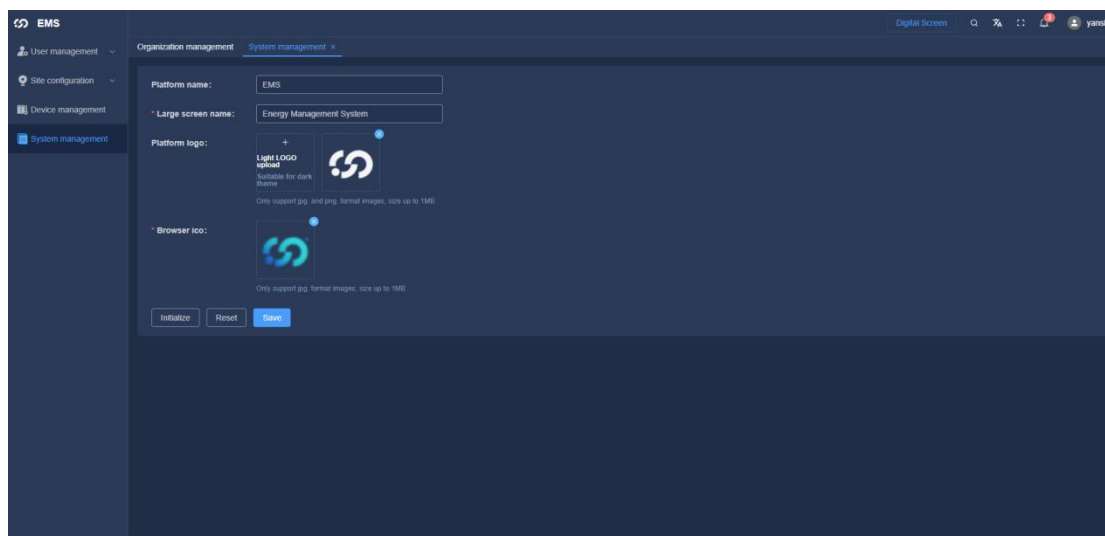 EMS
Digital Screen
3
User management
Organization management
System management ×
Site configuration
Device management
System management
Platform name:
EMS
* Large screen name:
Energy Management System
Platform logo:
+
Light LOGO
upload
Suitable for dark
theme
Only support jpg, and png, format images, size up to 1MB
* Browser ico:
Only support jpg, format images, size up to 1MB
Initialize
Reset
Save